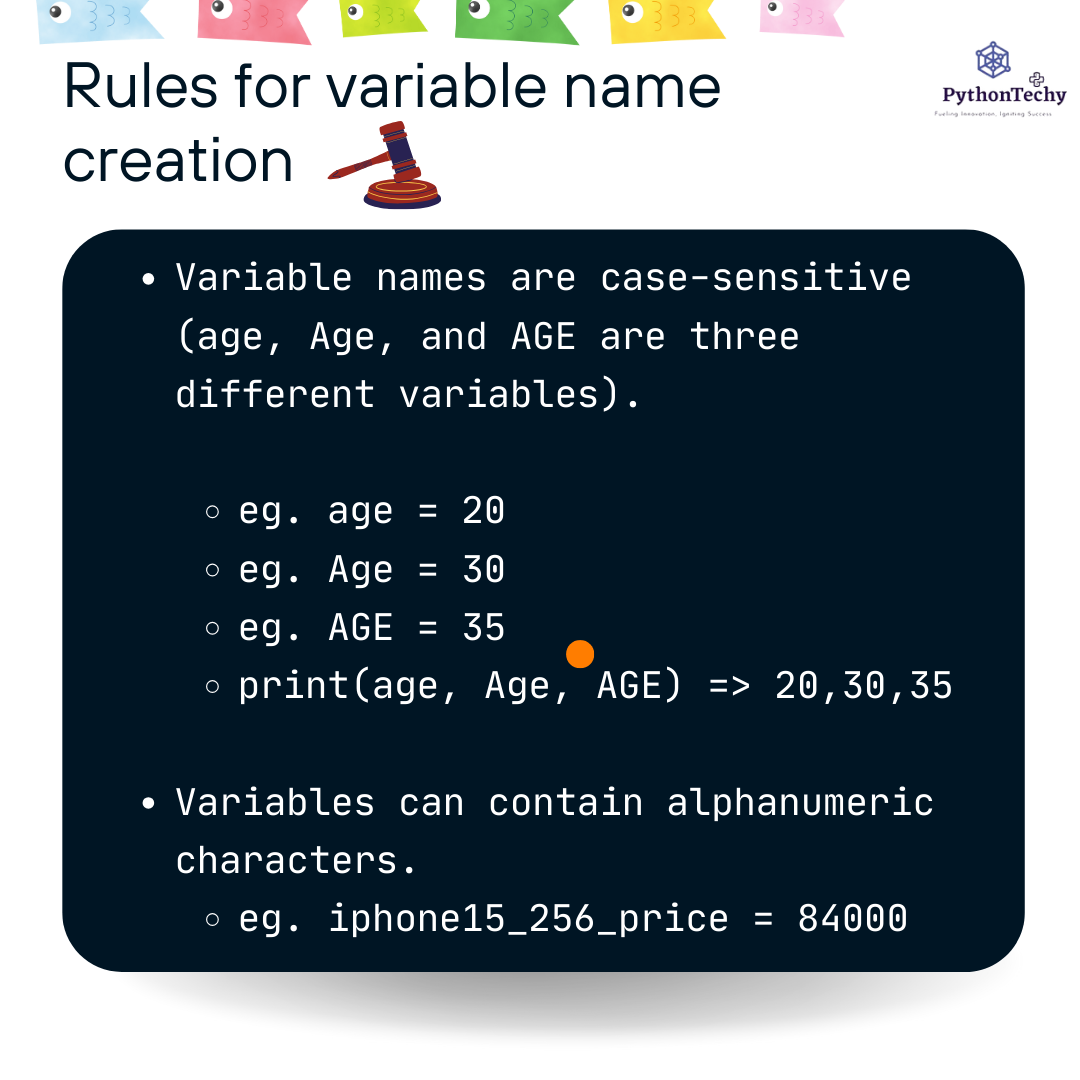 Rules for variable name
creation
PythonTechy
Fueling Innovation, Igniting Success
• Variable names are case-sensitive
(age, Age, and AGE are three
different variables).
○ eg. age = 20
○ eg. Age = 30
○ eg. AGE = 35
○ print(age, Age, AGE) => 20,30,35
• Variables can contain alphanumeric
characters.
○ eg. iphone15_256_price = 84000